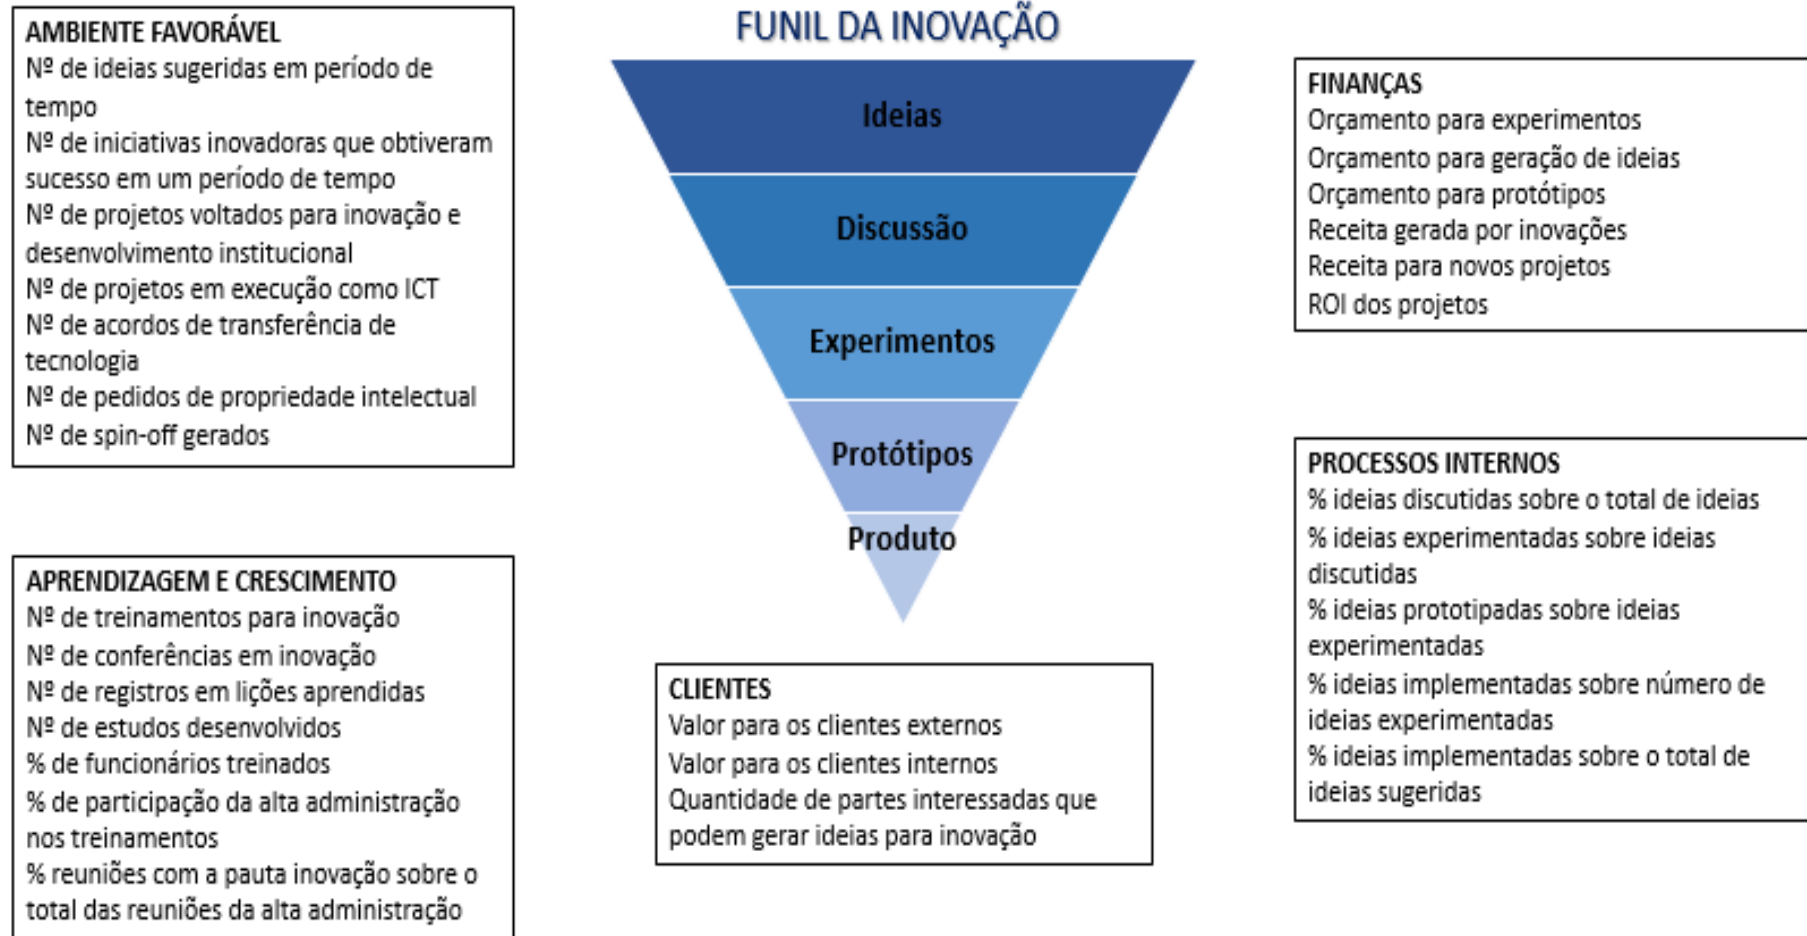 FUNIL DA INOVAÇÃO
AMBIENTE FAVORÁVEL
Nº de ideias sugeridas em período de
tempo
Nº de iniciativas inovadoras que obtiveram
sucesso em um período de tempo
Nº de projetos voltados para inovação e
desenvolvimento institucional
Nº de projetos em execução como ICT
Nº de acordos de transferência de
tecnologia
Nº de pedidos de propriedade intelectual
Nº de spin-off gerados
APRENDIZAGEM E CRESCIMENTO
Nº de treinamentos para inovação
Nº de conferências em inovação
Nº de registros em lições aprendidas
Nº de estudos desenvolvidos
% de funcionários treinados
% de participação da alta administração
nos treinamentos
% reuniões com a pauta inovação sobre o
total das reuniões da alta administração
Ideias
Discussão
Experimentos
Protótipos
Produto
CLIENTES
Valor para os clientes externos
Valor para os clientes internos
Quantidade de partes interessadas que
podem gerar ideias para inovação
FINANÇAS
Orçamento para experimentos
Orçamento para geração de ideias
Orçamento para protótipos
Receita gerada por inovações
Receita para novos projetos
ROI dos projetos
PROCESSOS INTERNOS
% ideias discutidas sobre o total de ideias
% ideias experimentadas sobre ideias
discutidas
% ideias prototipadas sobre ideias
experimentadas
% ideias implementadas sobre número de
ideias experimentadas
% ideias implementadas sobre o total de
ideias sugeridas